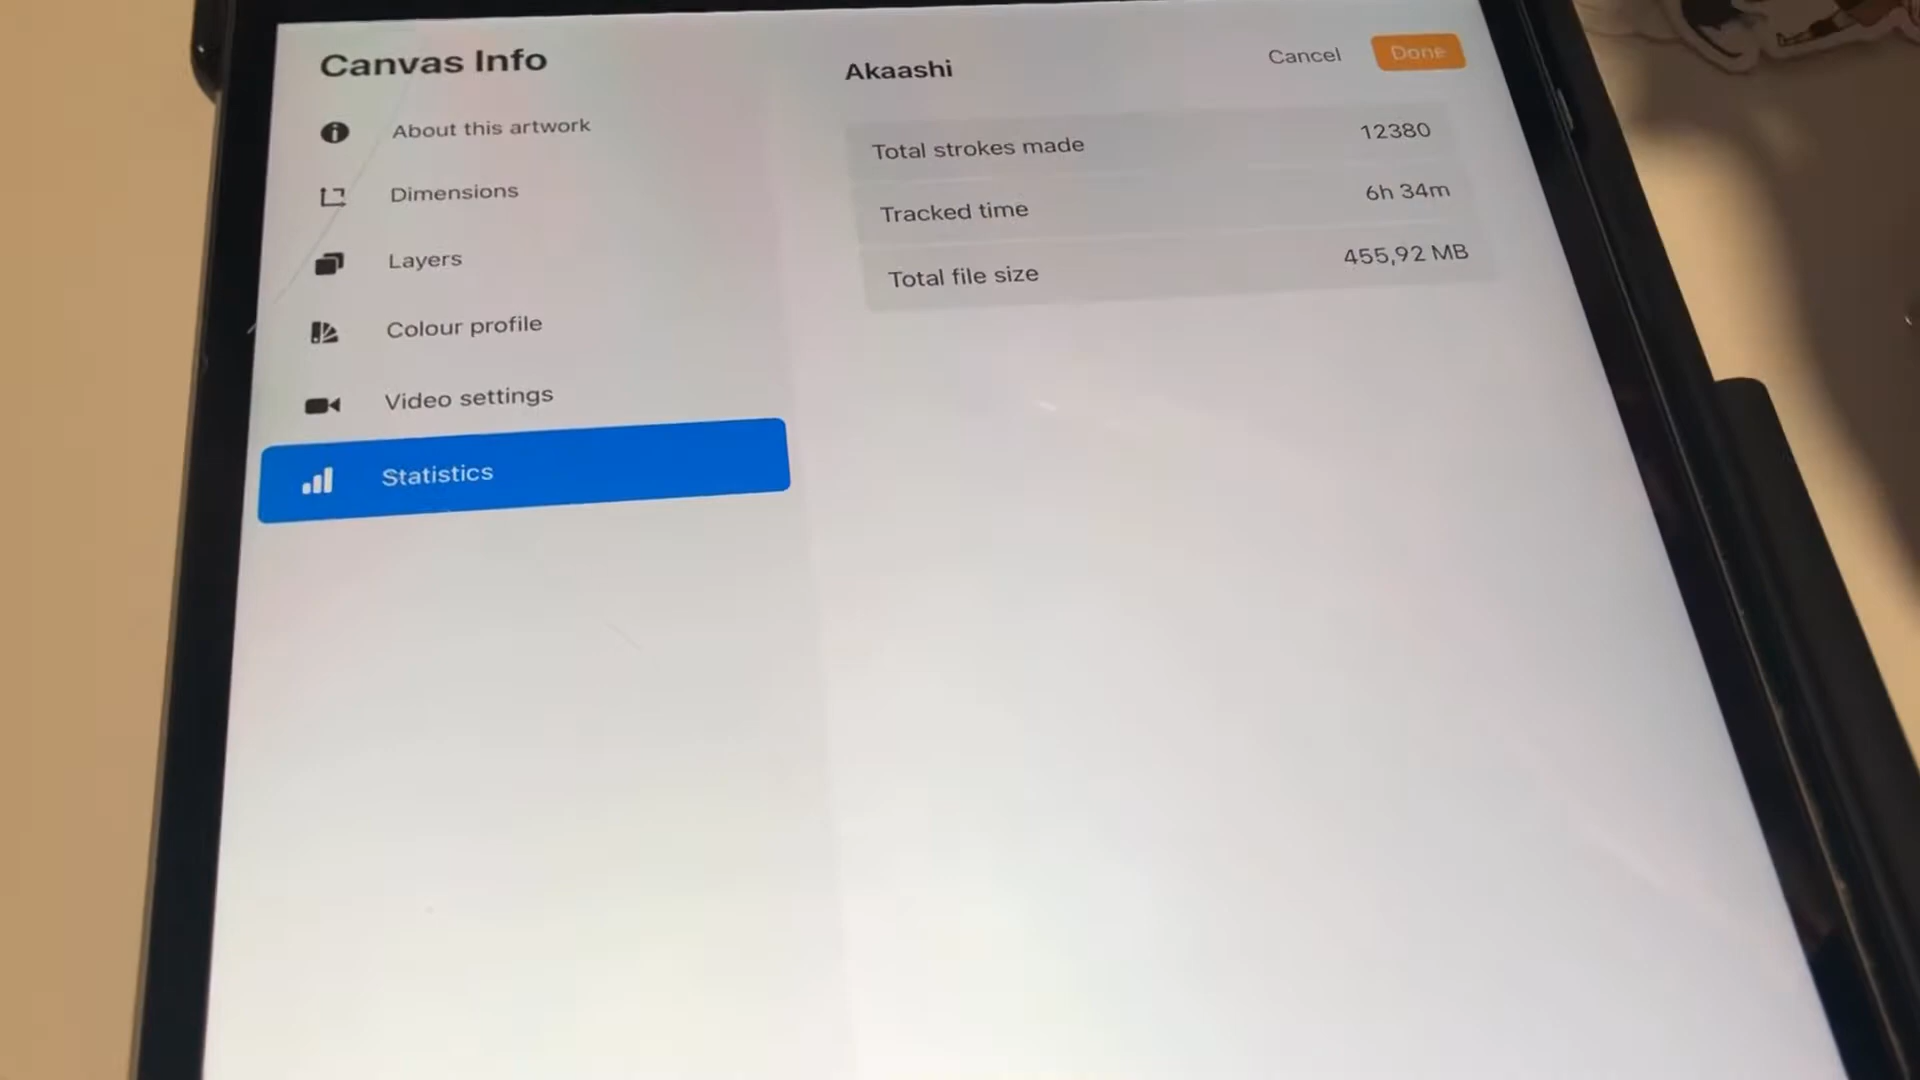 Canvas Info
About this artwork
Dimensions
Layers
Colour profile
Video settings
Statistics
Akaashi
Cancel
Done
Total strokes made 12380
Tracked time 6h 34m
Total file size 455,92 MB